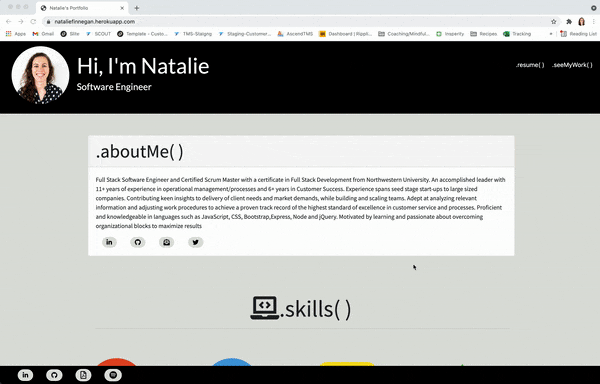 Natalie's Portfolio
nataliefinnegan.herokuapp.com
Apps
Gmail
YouTube
Maps
GitHub
Bitile
SCOUT
Template - Custo...
TMS-Staging
Staging-Customer...
AscendTMS
Dashboard | Rippli...
Coaching/Mindful...
Insperity
Recipes
Tracking
»
Reading List
Hi, I'm Natalie
Software Engineer
.resume( ) .seeMyWork( )
.aboutMe( )
Full Stack Software Engineer and Certified Scrum Master with a certificate in Full Stack Development from Northwestern University. An accomplished leader with
11+ years of experience in operational management/processes and 6+ years in Customer Success. Experience spans seed stage start-ups to large sized
companies. Contributing keen insights to delivery of client needs and market demands, while building and scaling teams. Adept at analyzing relevant
information and adjusting work procedures to achieve a proven track record of the highest standard of excellence in customer service and processes. Proficient
and knowledgeable in languages such as JavaScript, CSS, Bootstrap,Express, Node and jQuery. Motivated by learning and passionate about overcoming
organizational blocks to maximize results
.skills( )